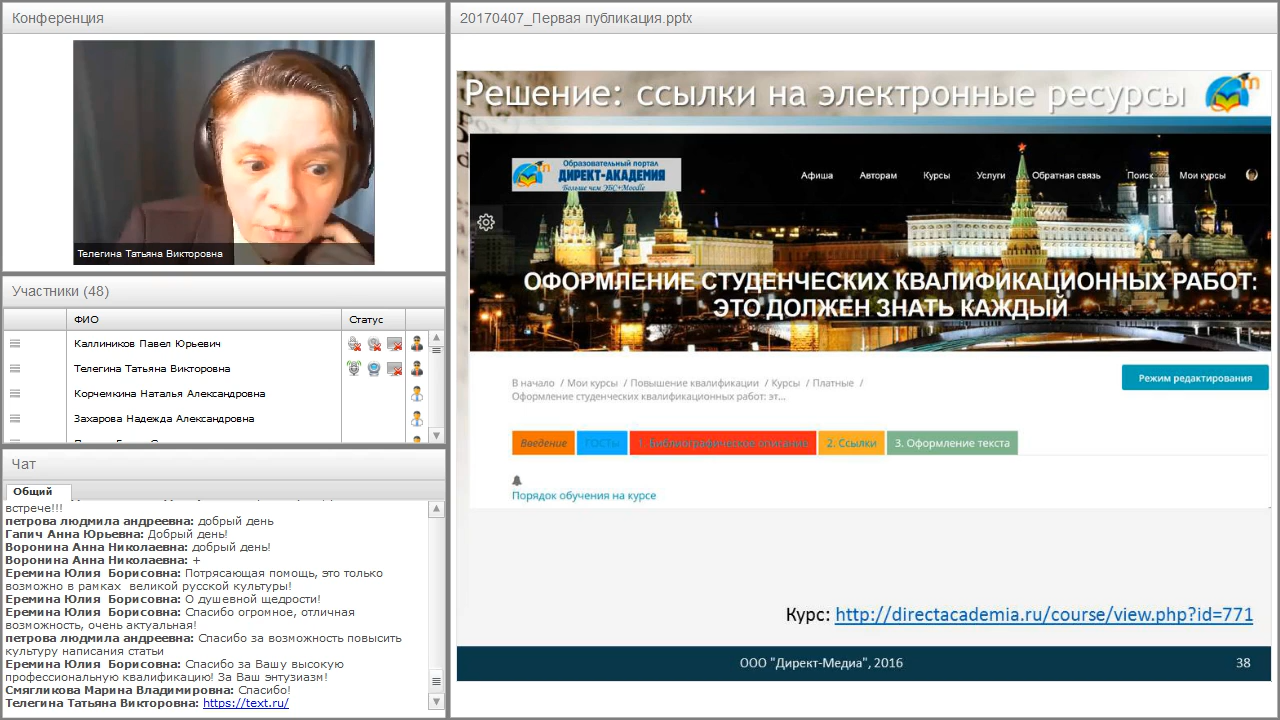 Конференция
Телегина Татьяна Викторовна
Участники (48)
ФИО
Статус
Каллиников Павел Юрьевич
Телегина Татьяна Викторовна
Корчемкина Наталья Александровна
Захарова Надежда Александровна
Чат
Общий
встрече!!!
петрова людмила андреевна: добрый день
Гапич Анна Юрьевна: Добрый день!
Воронина Анна Николаевна: добрый день!
Воронина Анна Николаевна: +
Еремина Юлия Борисовна: Потрясающая помощь, это только
возможно в рамках великой русской культуры!
Еремина Юлия Борисовна: О душевной щедрости!
Еремина Юлия Борисовна: Спасибо огромное, отличная
возможность, очень актуальная!
петрова людмила андреевна: Спасибо за возможность повысить
культуру написания статьи
Еремина Юлия Борисовна: Спасибо за Вашу высокую
профессиональную квалификацию! За Ваш энтузиазм!
Смягликова Марина Владимировна: Спасибо!
Телегина Татьяна Викторовна: https://text.ru/
20170407_Первая публикация.pptx
Решение: ссылки на электронные ресурсы
Образовательный портал
ДИРЕКТ-АКАДЕМИЯ
Больше чем ЭБС+Moodle
Афиша Авторам Курсы Услуги Обратная связь Поиск Мои курсы
ОФОРМЛЕНИЕ СТУДЕНЧЕСКИХ КВАЛИФИКАЦИОННЫХ РАБОТ:
ЭТО ДОЛЖЕН ЗНАТЬ КАЖДЫЙ
В начало / Мои курсы / Повышение квалификации / Курсы / Платные /
Оформление студенческих квалификационных работ: эт...
Режим редактирования
Введение ГОСТы 1. Библиографическое описание 2. Ссылки 3. Оформление текста
Порядок обучения на курсе
Курс: http://directacademia.ru/course/view.php?id=771
ООО "Директ-Медиа", 2016
38